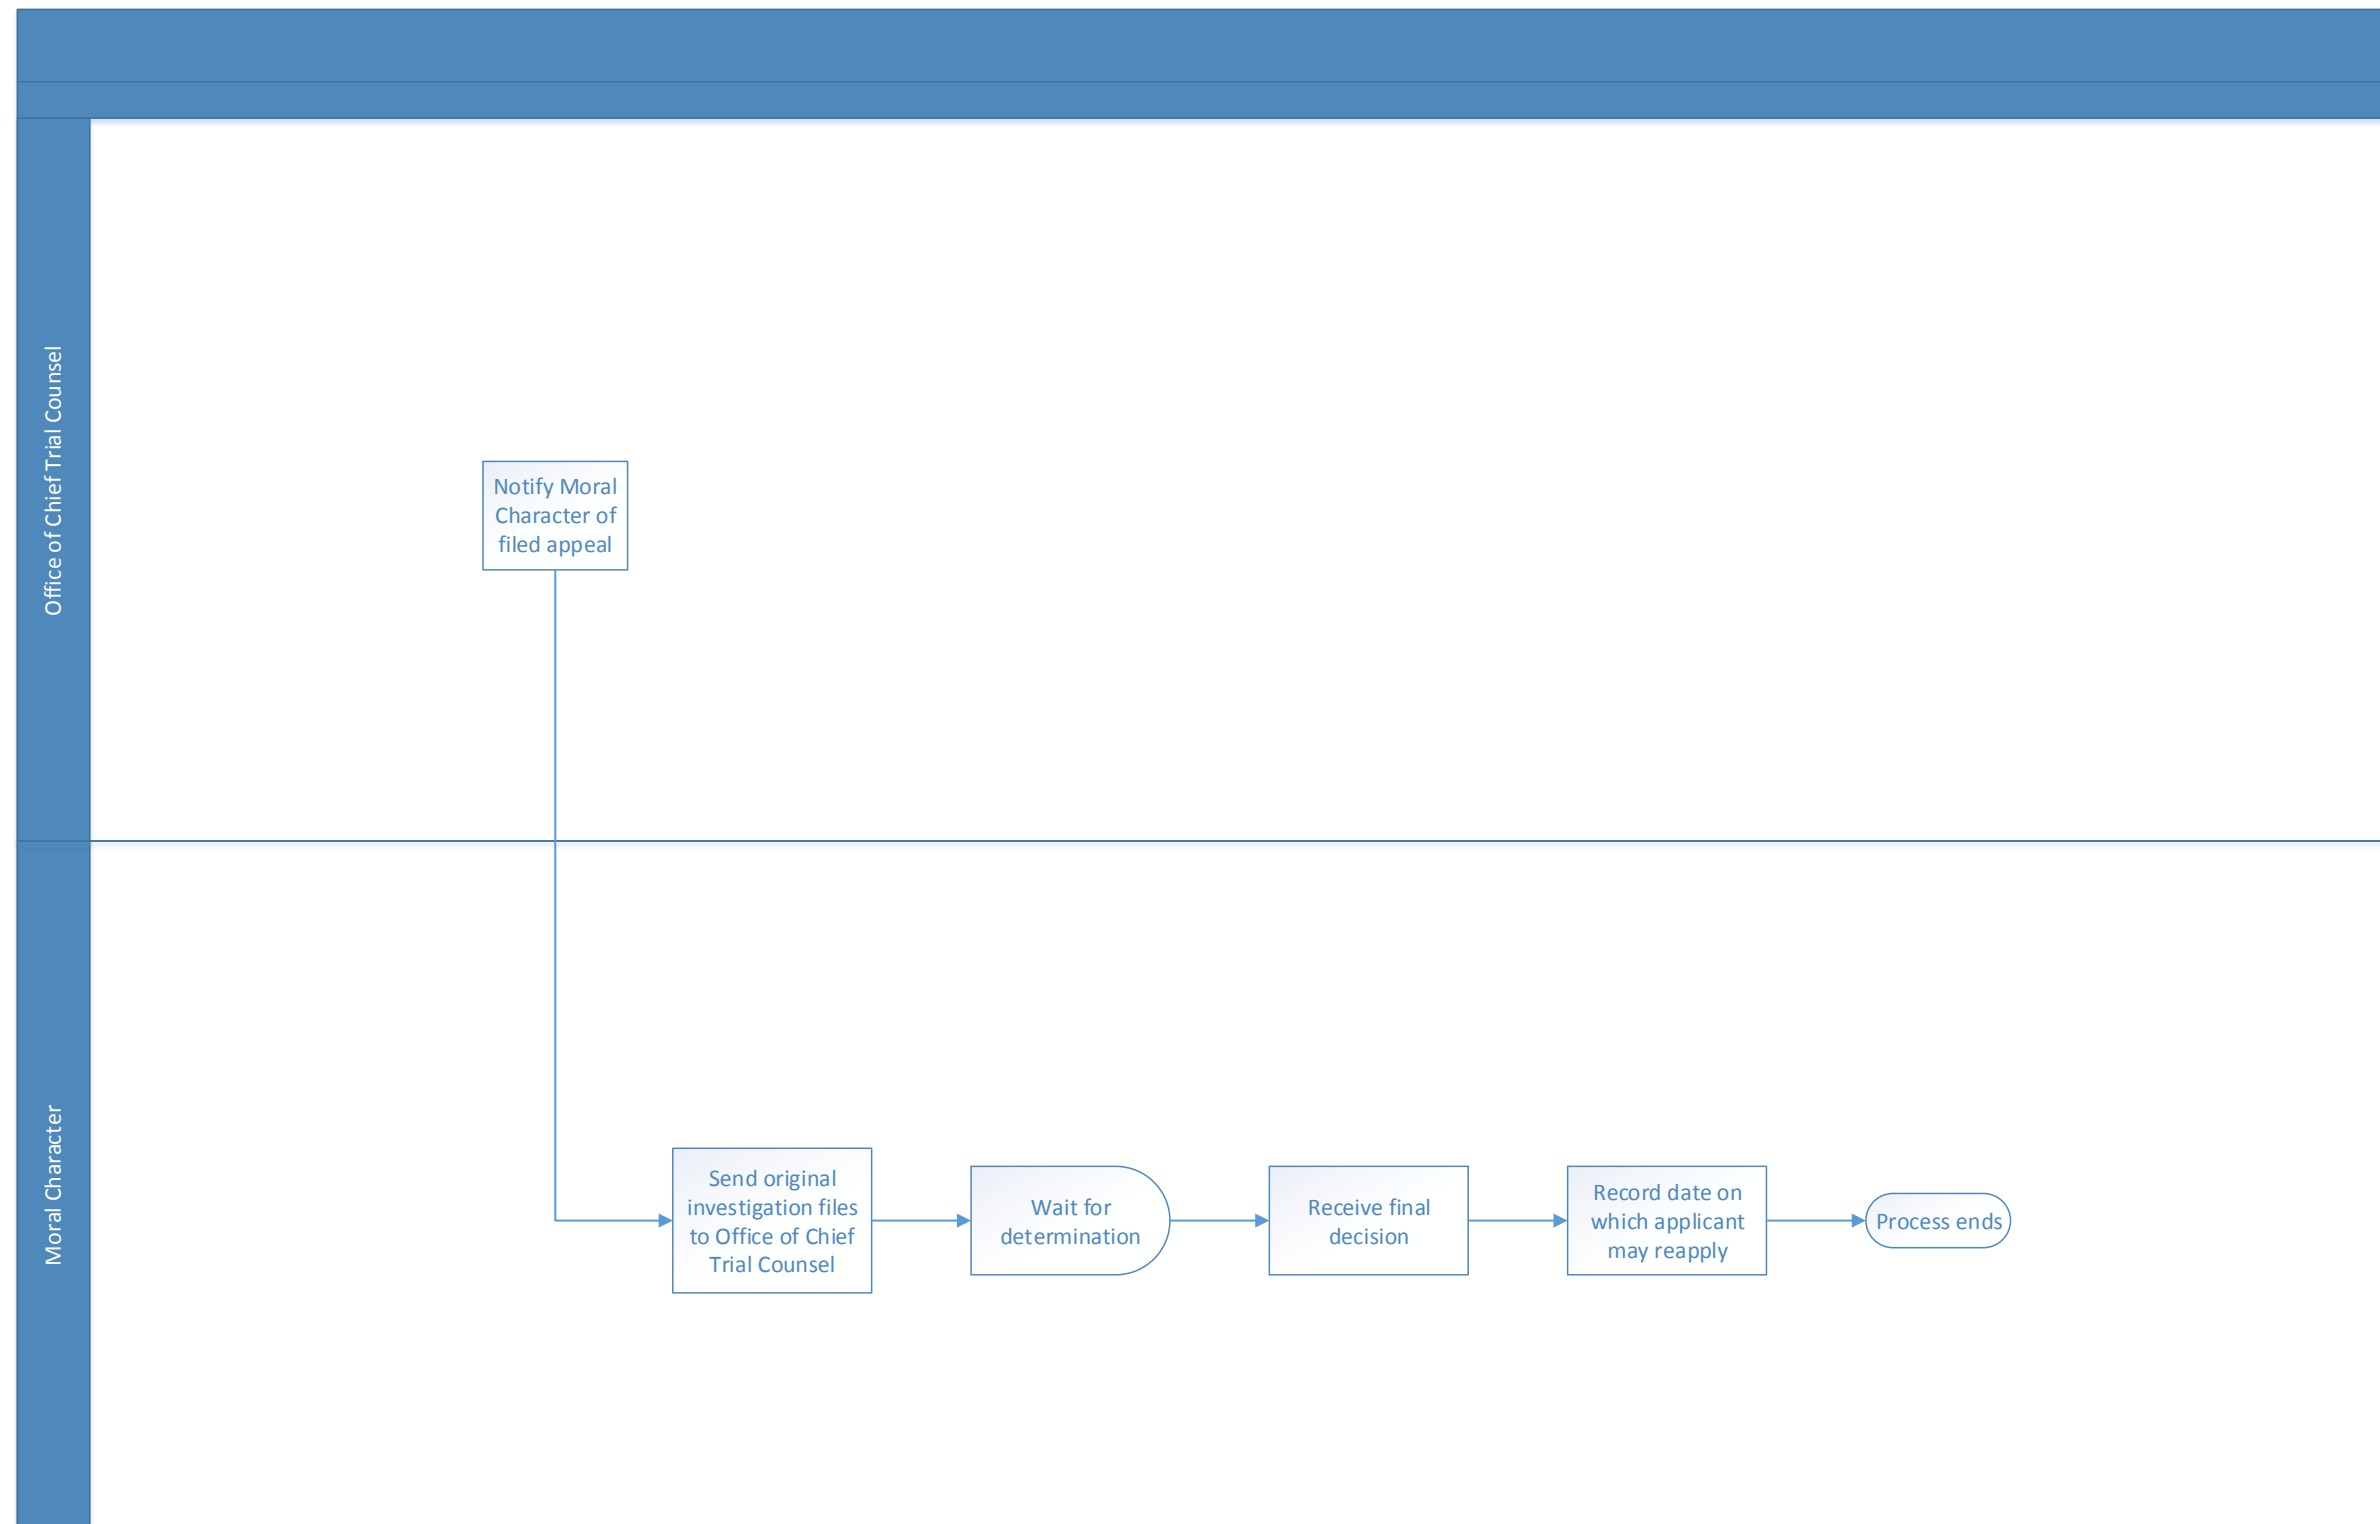 Office of Chief Trial Counsel
Notify Moral
Character of
filed appeal
Moral Character
Send original
investigation files
to Office of Chief
Trial Counsel
Wait for
determination
Receive final
decision
Record date on
which applicant
may reapply
Process ends